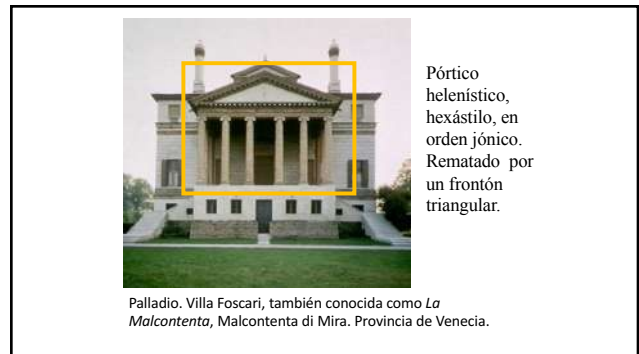 Pórtico
helenístico,
hexástilo, en
orden jónico.
Rematado por
un frontón
triangular.
Palladio. Villa Foscari, también conocida como La
Malcontenta, Malcontenta di Mira. Provincia de Venecia.